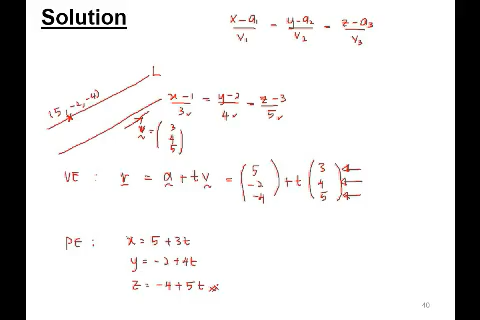 Solution
x-a₁/v₁ = y-a₂/v₂ = z-a₃/v₃
L
(5,-2,-4)
x-1/3 = y-2/4 = z-3/5
v = (3 4 5)
VE : r = a + t v = (5 -2 -4) + t (3 4 5)
PE : x = 5 + 3t
y = -2 + 4t
z = -4 + 5t
40